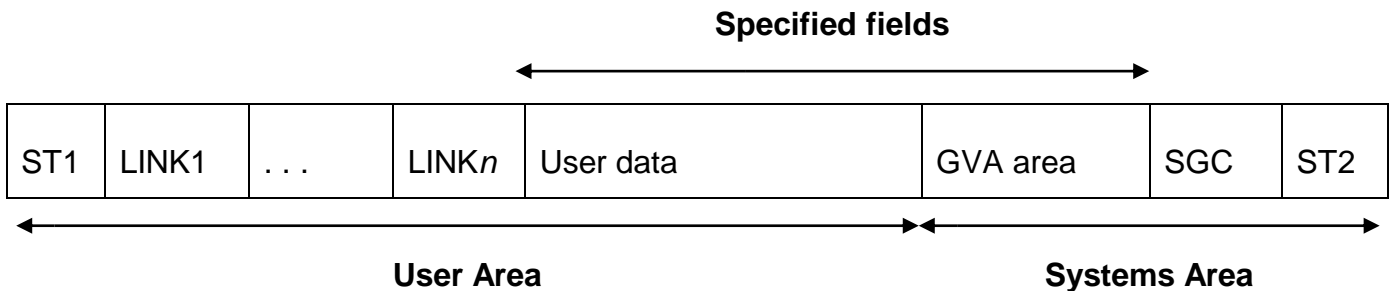 Specified fields
ST1 LINK1 . . . LINKn User data GVA area SGC ST2
User Area Systems Area